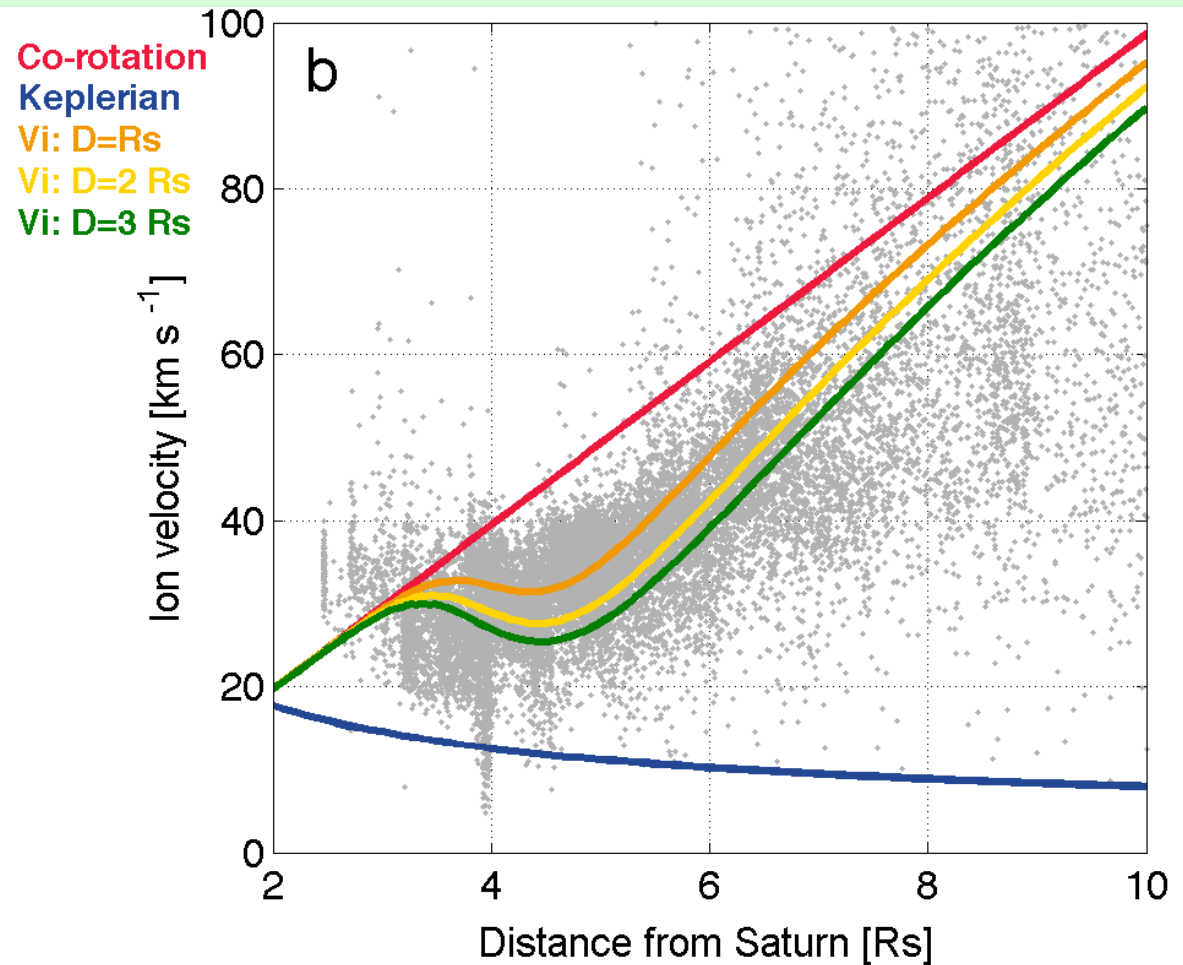 Co-rotation
Keplerian
Vi: D=Rs
Vi: D=2 Rs
Vi: D=3 Rs
b
100
80
60
40
20
0
Ion velocity [km s -1]
2 4 6 8 10
Distance from Saturn [Rs]